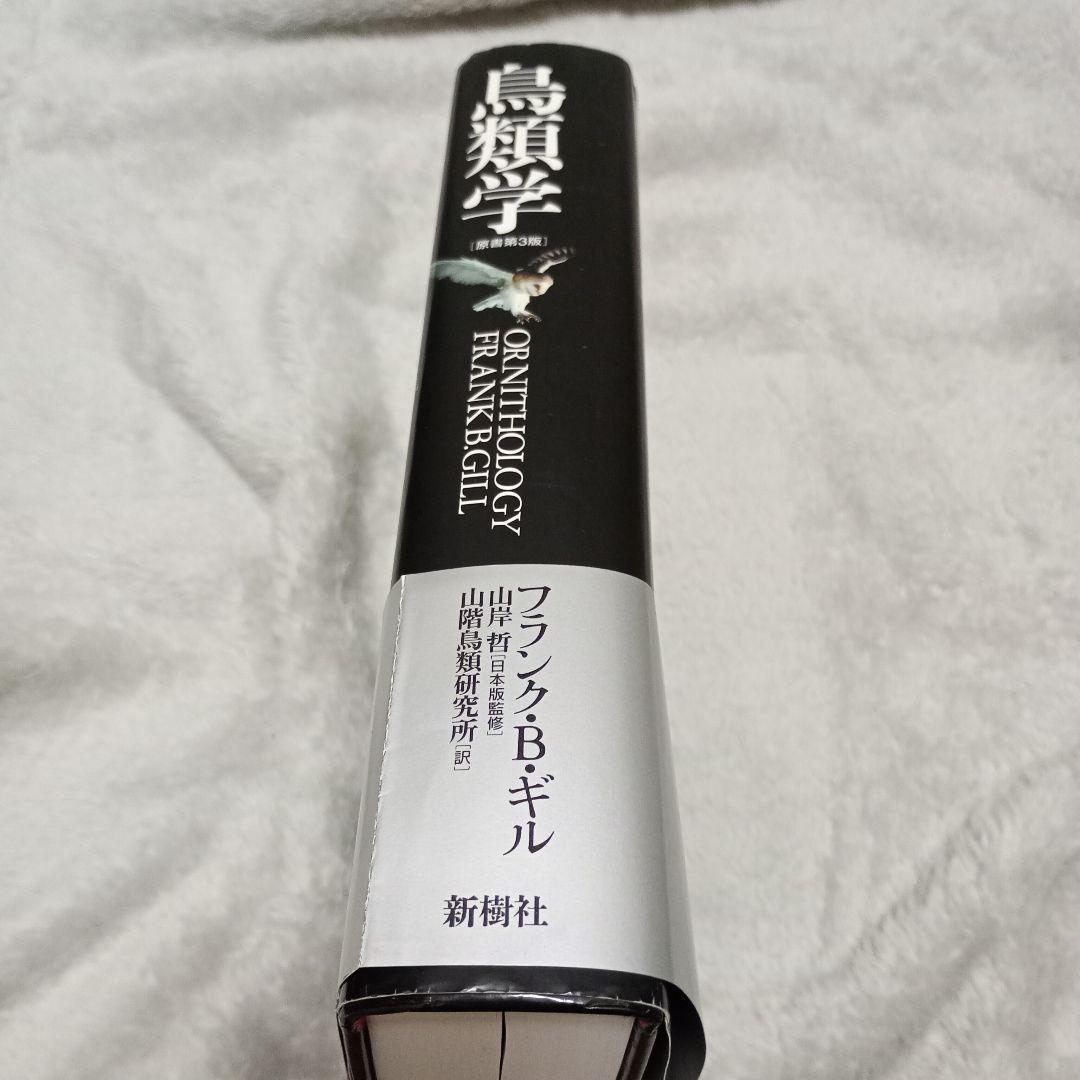 鳥類学
[原書第3版]
ORNITHOLOGY
FRANK B.GILL
フランク・B・ギル
山岸 哲[日本版監修]
山階鳥類研究所[訳]
新樹社